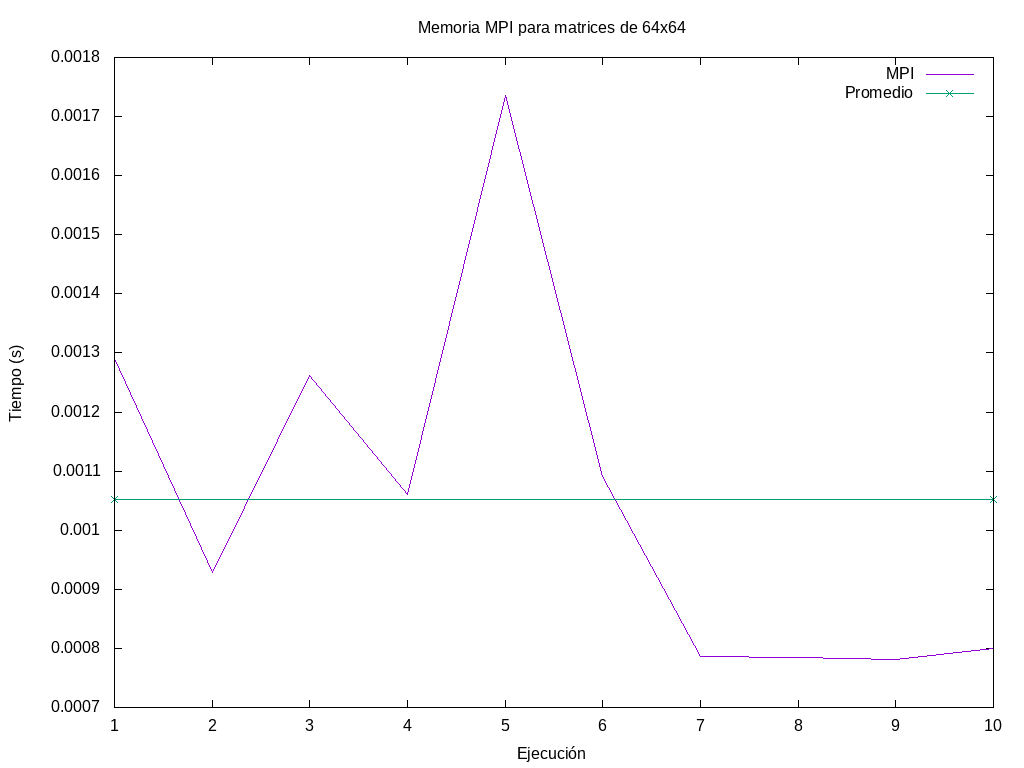 Memoria MPI para matrices de 64x64
MPI
Promedio
0.0018
0.0017
0.0016
0.0015
0.0014
0.0013
0.0012
0.0011
0.001
0.0009
0.0008
0.0007
Tiempo (s)
1 2 3 4 5 6 7 8 9 10
Ejecución